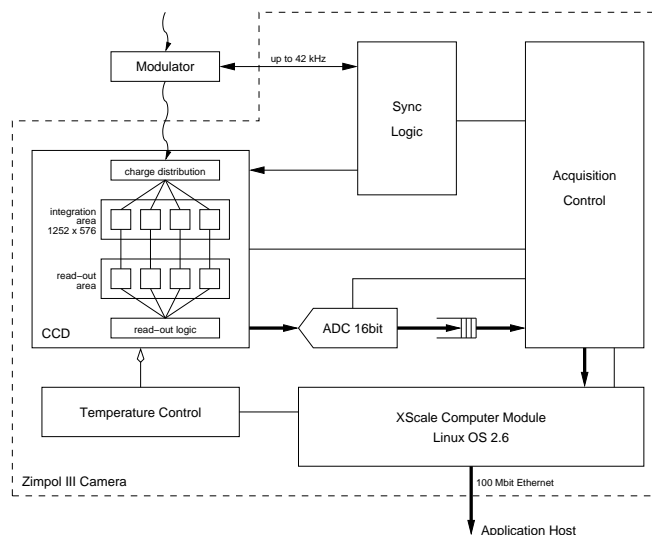 Modulator
up to 42 kHz
Sync
Logic
Acquisition
Control
charge distribution
integration
area
1252 x 576
read-out
area
read-out logic
CCD
ADC 16bit
Temperature Control
XScale Computer Module
Linux OS 2.6
Zimpol III Camera
100 Mbit Ethernet
Application Host